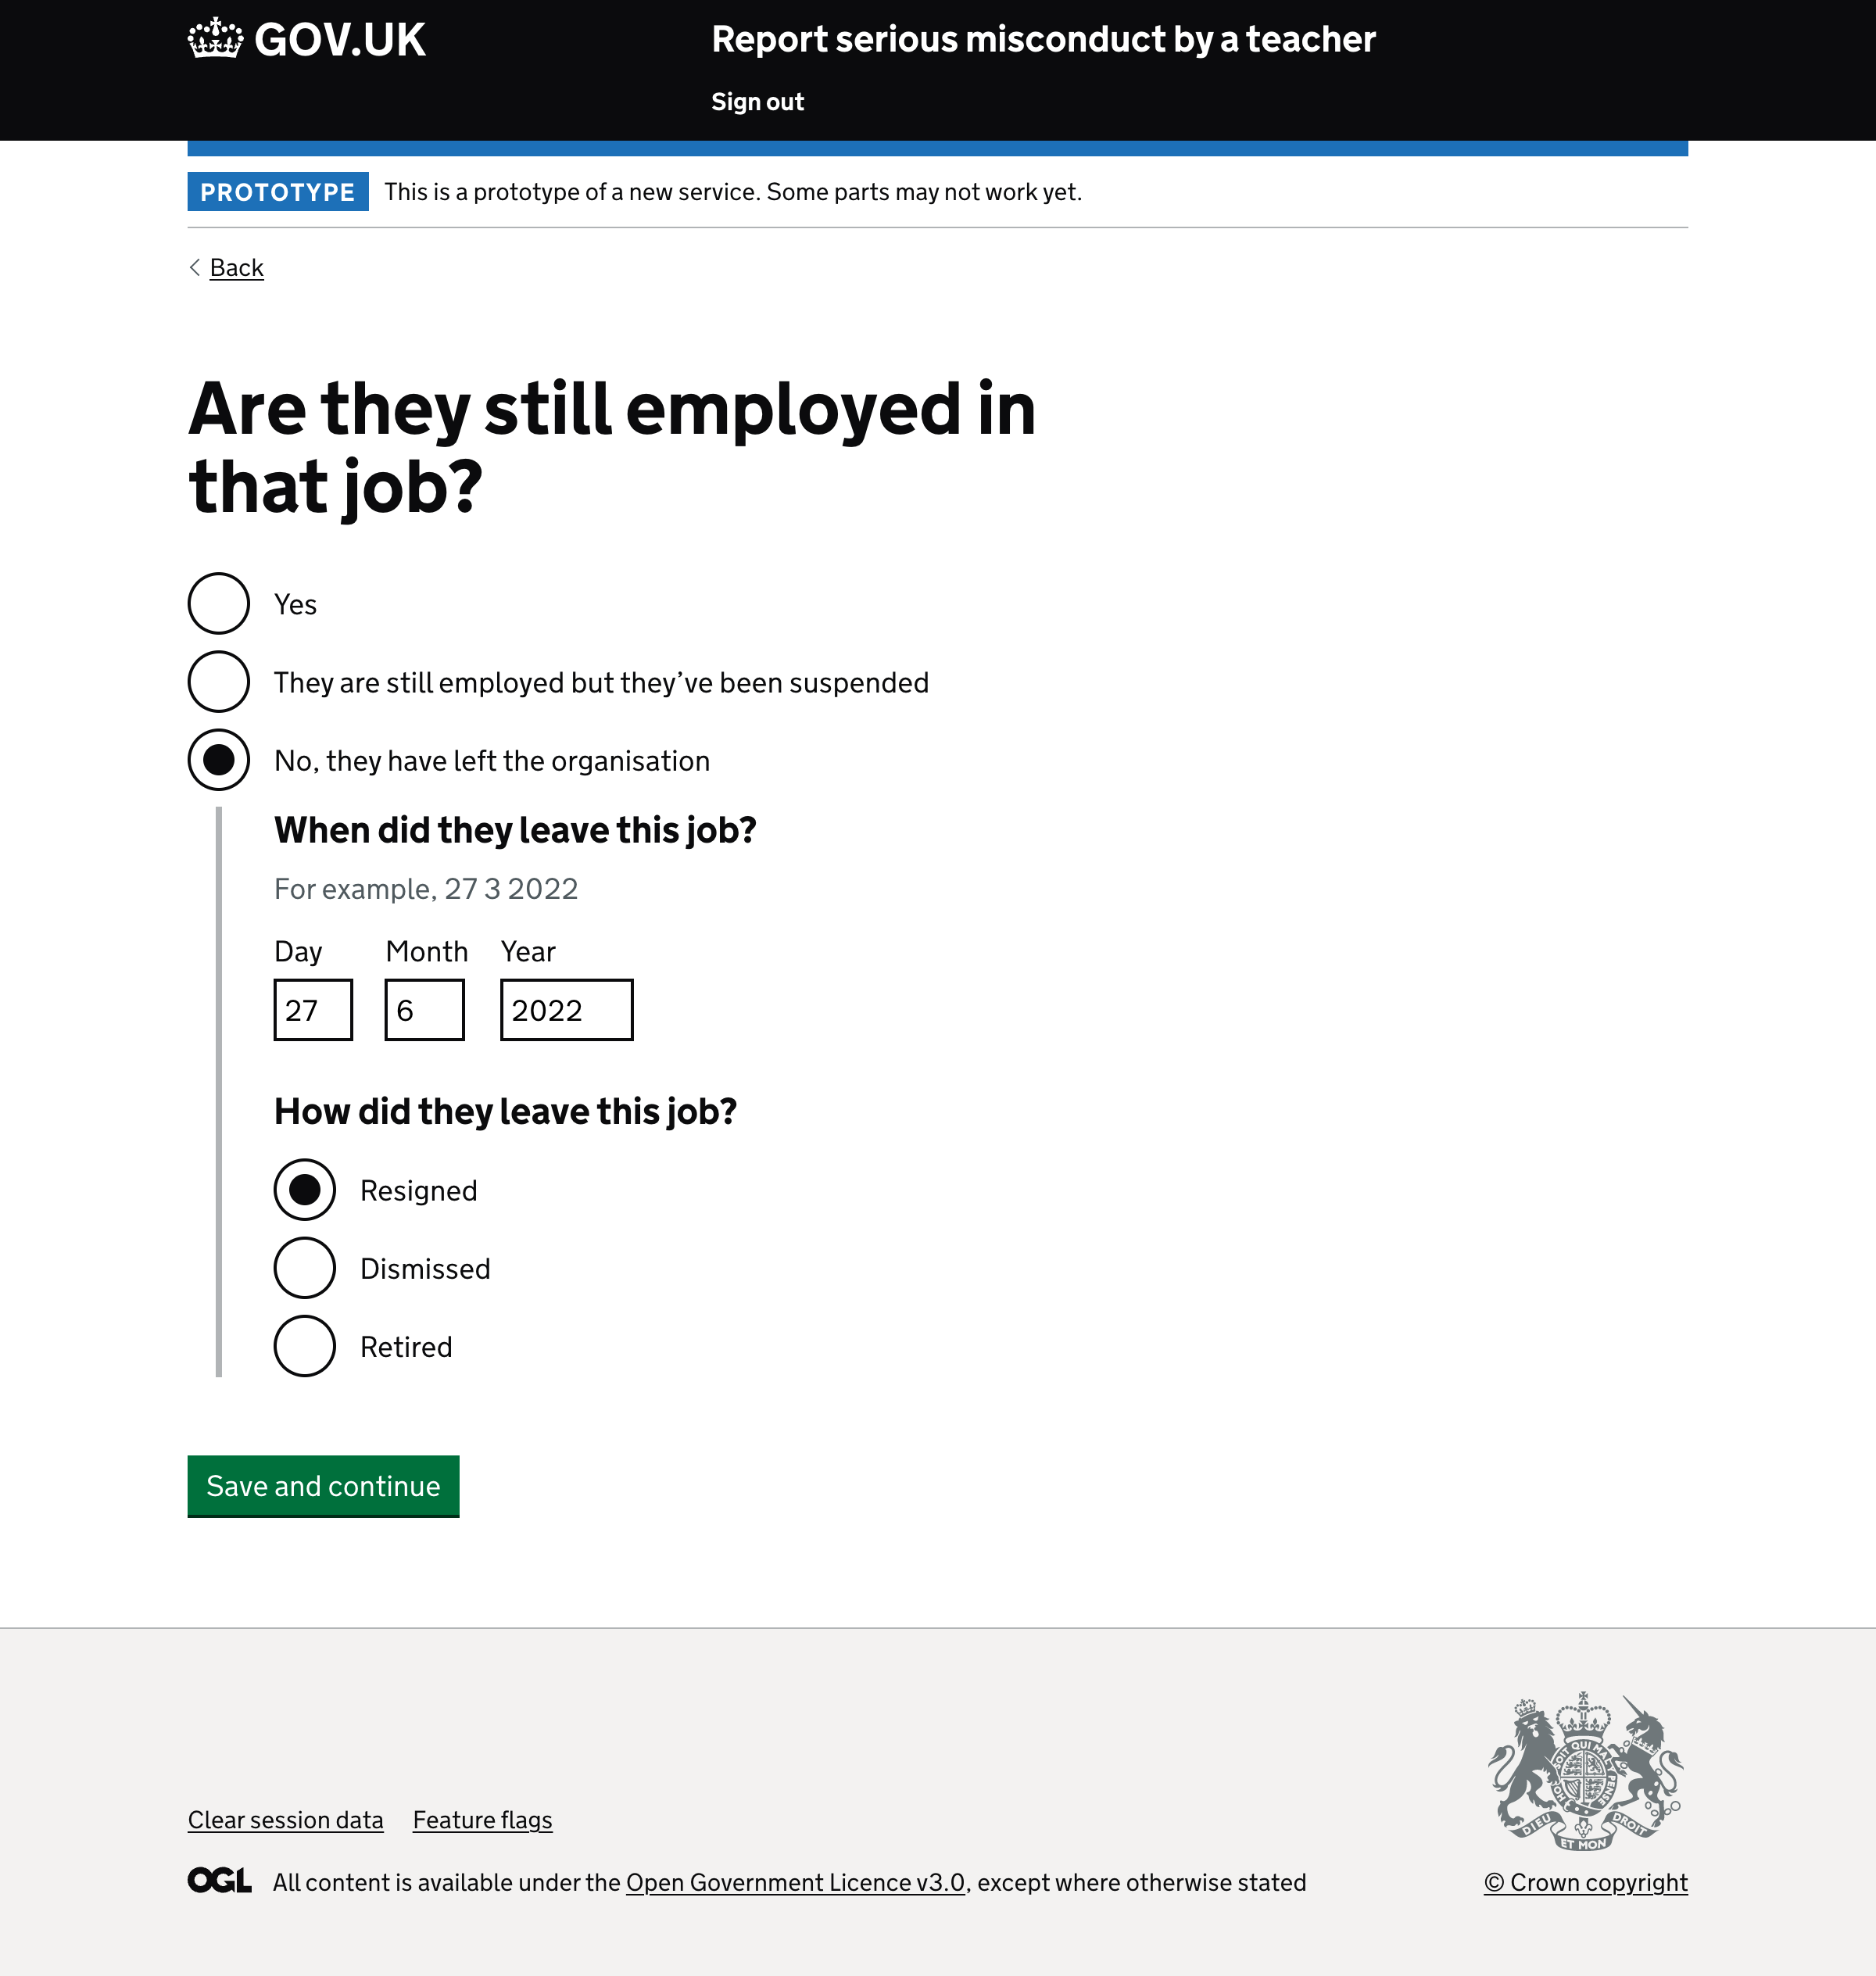 GOV.UK
Report serious misconduct by a teacher
Sign out
PROTOTYPE This is a prototype of a new service. Some parts may not work yet.
Back
Are they still employed in
that job?
Yes
They are still employed but they’ve been suspended
No, they have left the organisation
When did they leave this job?
For example, 27 3 2022
Day Month Year
27 6 2022
How did they leave this job?
Resigned
Dismissed
Retired
Save and continue
DIEU ET MON DROIT
Clear session data Feature flags
OGL All content is available under the Open Government Licence v3.0, except where otherwise stated
© Crown copyright